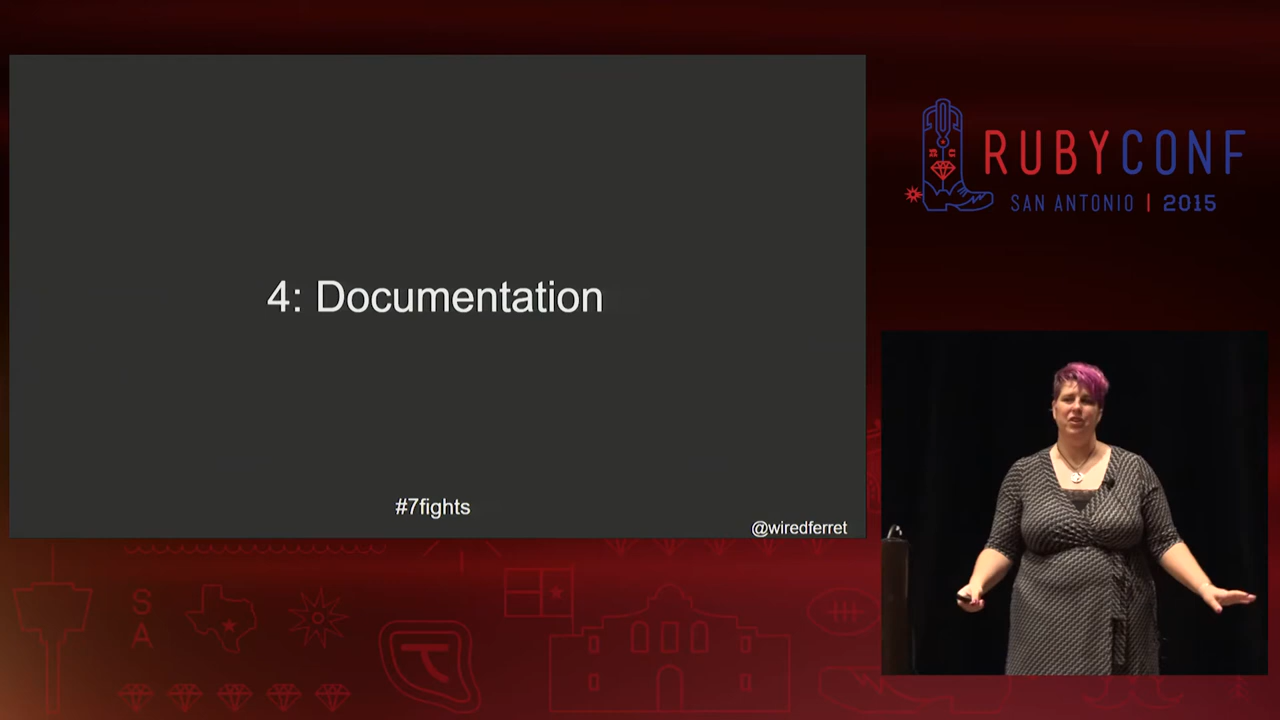 4: Documentation
#7fights
@wiredferret
RUBYCONF
SAN ANTONIO | 2015
S
A